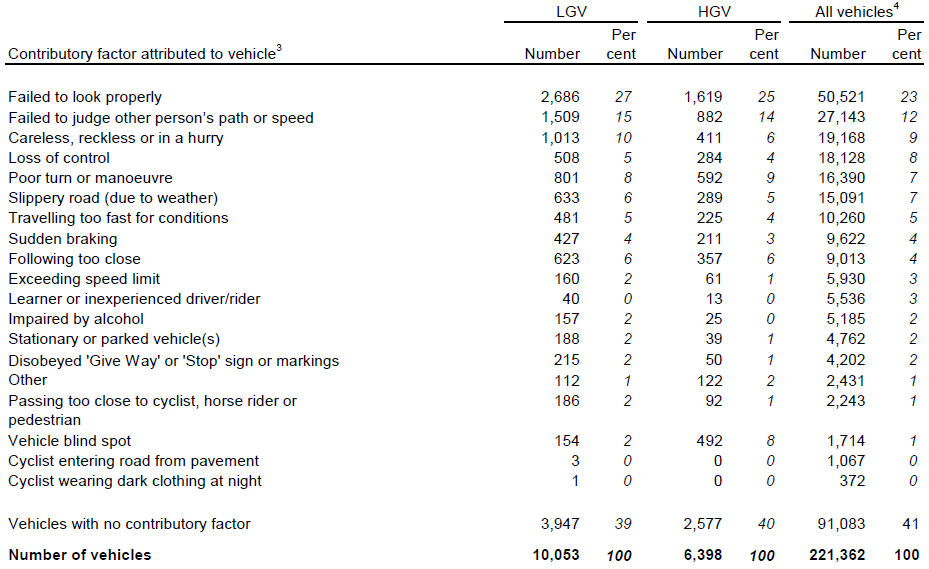 LGV HGV All vehicles4
Per Per Per
Contributory factor attributed to vehicle3 Number cent Number cent Number cent
Failed to look properly 2,686 27 1,619 25 50,521 23
Failed to judge other person's path or speed 1,509 15 882 14 27,143 12
Careless, reckless or in a hurry 1,013 10 411 6 19,168 9
Loss of control 508 5 284 4 18,128 8
Poor turn or manoeuvre 801 8 592 9 16,390 7
Slippery road (due to weather) 633 6 289 5 15,091 7
Travelling too fast for conditions 481 5 225 4 10,260 5
Sudden braking 427 4 211 3 9,622 4
Following too close 623 6 357 6 9,013 4
Exceeding speed limit 160 2 61 1 5,930 3
Learner or inexperienced driver/rider 40 0 13 0 5,536 3
Impaired by alcohol 157 2 25 0 5,185 2
Stationary or parked vehicle(s) 188 2 39 1 4,762 2
Disobeyed 'Give Way' or 'Stop' sign or markings 215 2 50 1 4,202 2
Other 112 1 122 2 2,431 1
Passing too close to cyclist, horse rider or 186 2 92 1 2,243 1
pedestrian
Vehicle blind spot 154 2 492 8 1,714 1
Cyclist entering road from pavement 3 0 0 0 1,067 0
Cyclist wearing dark clothing at night 1 0 0 0 372 0
Vehicles with no contributory factor 3,947 39 2,577 40 91,083 41
Number of vehicles 10,053 100 6,398 100 221,362 100